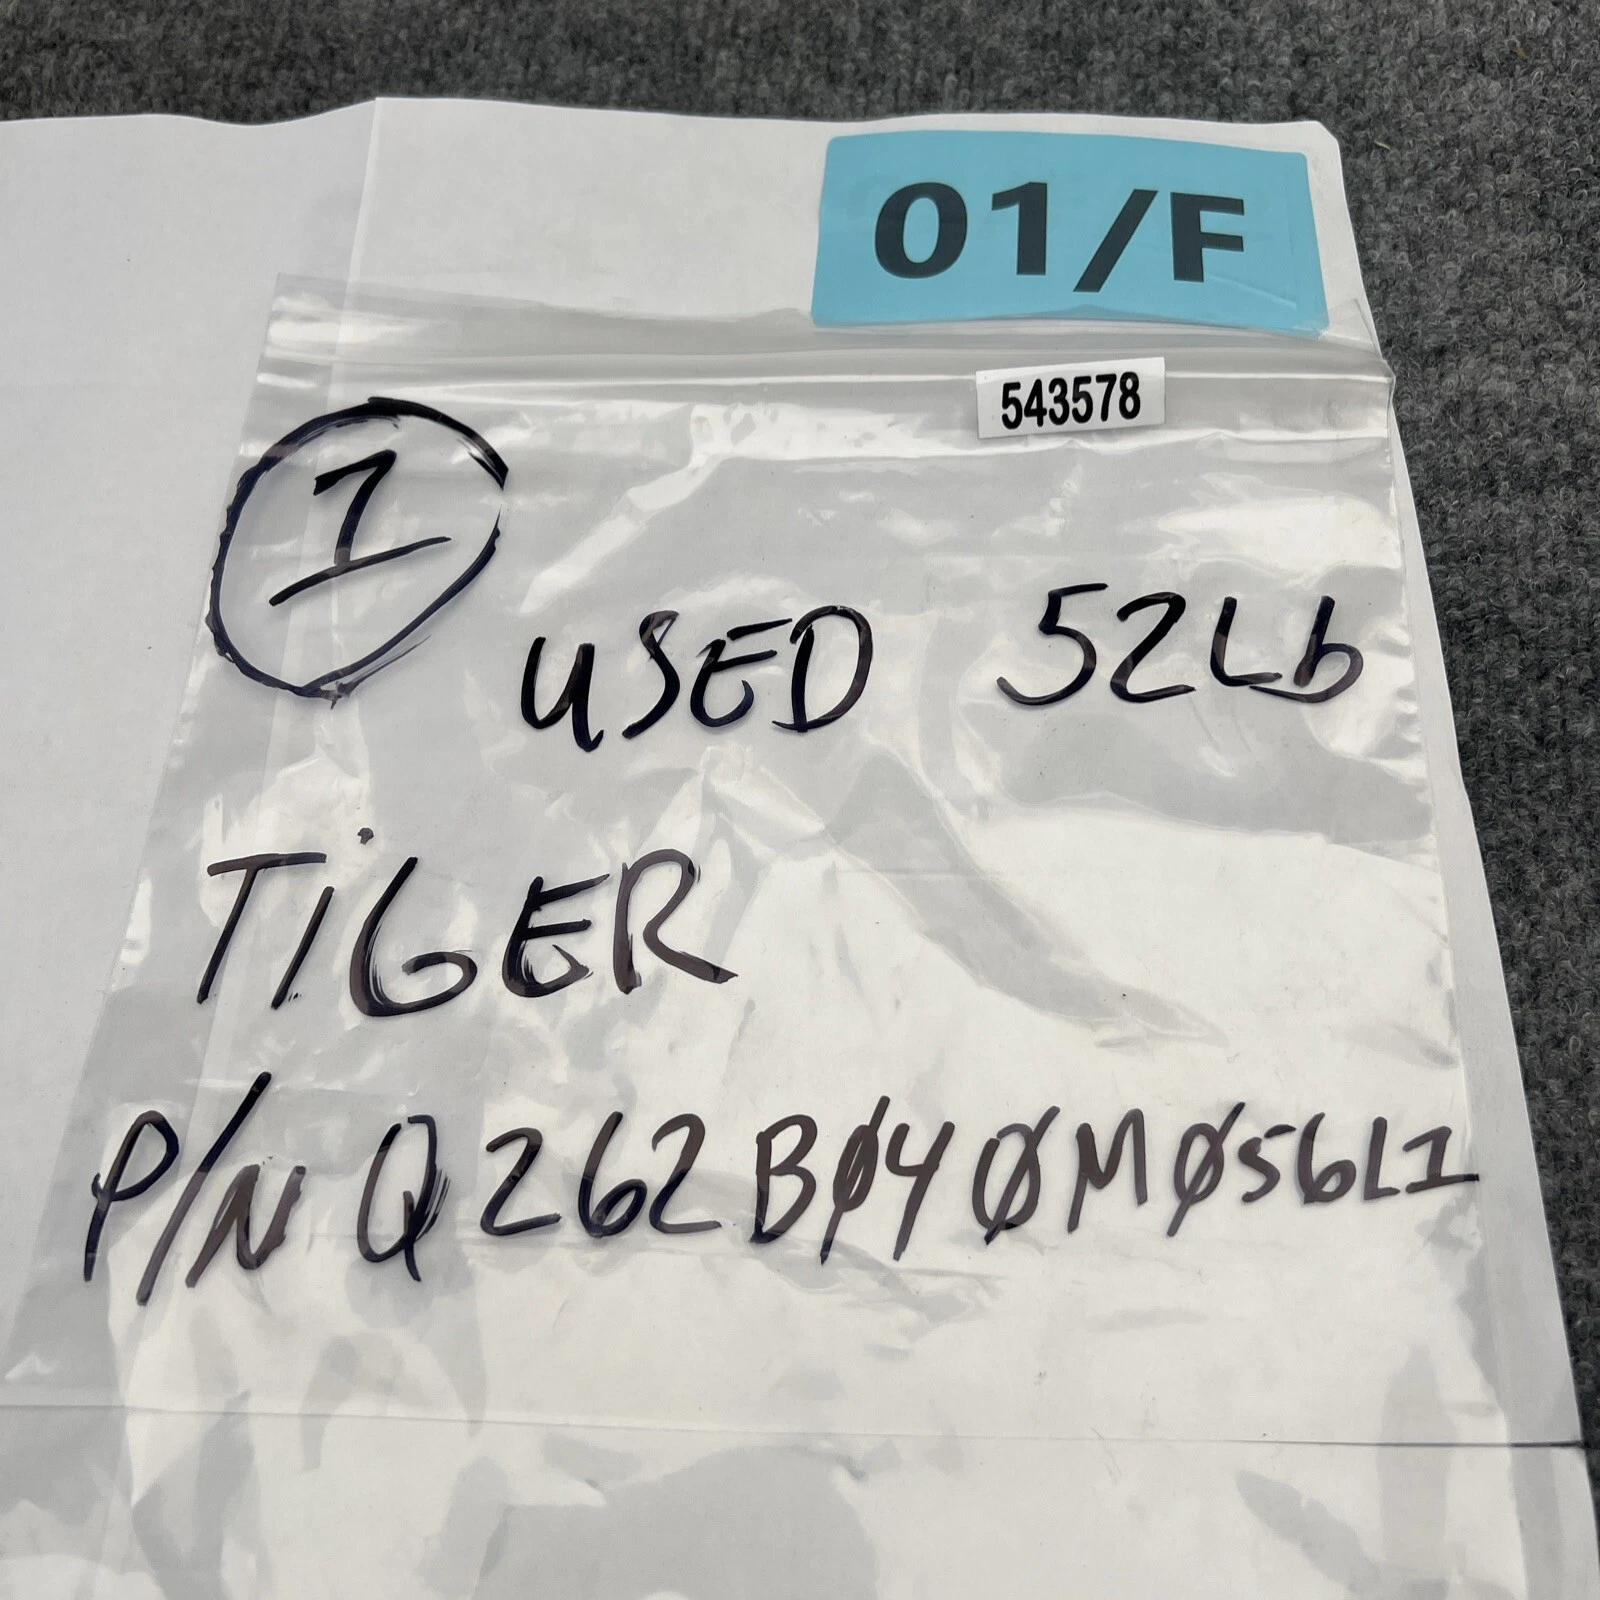 01/F
543578
1
USED 52Lb
TiGER
P/N Q262BØ4ØMØ56L1